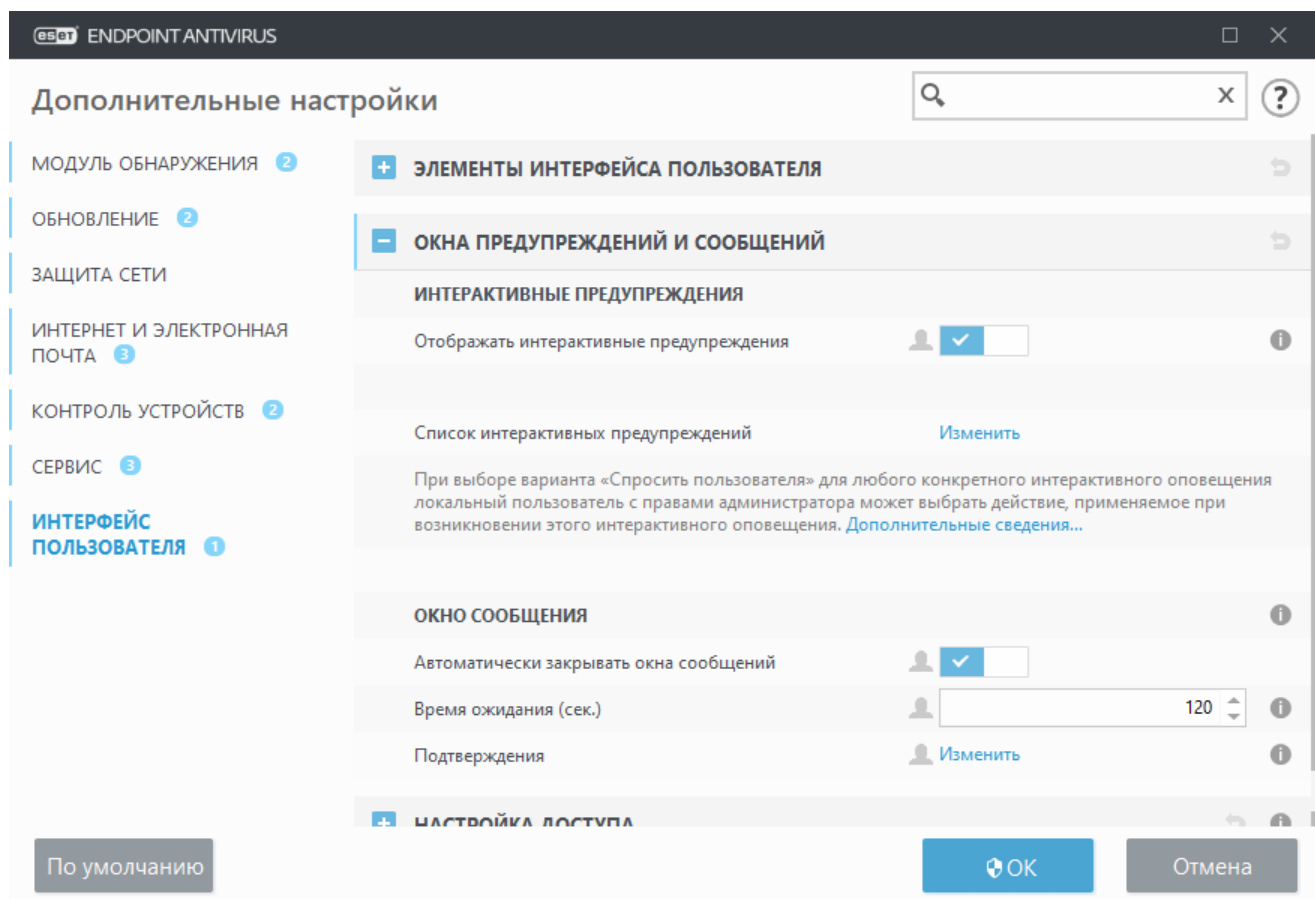 eset ENDPOINT ANTIVIRUS
Дополнительные настройки
x
?
МОДУЛЬ ОБНАРУЖЕНИЯ 2
ОБНОВЛЕНИЕ 2
ЗАЩИТА СЕТИ
ИНТЕРНЕТ И ЭЛЕКТРОННАЯ
ПОЧТА 3
КОНТРОЛЬ УСТРОЙСТВ 2
СЕРВИС 3
ИНТЕРФЕЙС
ПОЛЬЗОВАТЕЛЯ 1
ЭЛЕМЕНТЫ ИНТЕРФЕЙСА ПОЛЬЗОВАТЕЛЯ
ОКНА ПРЕДУПРЕЖДЕНИЙ И СООБЩЕНИЙ
ИНТЕРАКТИВНЫЕ ПРЕДУПРЕЖДЕНИЯ
Отображать интерактивные предупреждения
Список интерактивных предупреждений Изменить
При выборе варианта «Спросить пользователя» для любого конкретного интерактивного оповещения
локальный пользователь с правами администратора может выбрать действие, применяемое при
возникновении этого интерактивного оповещения. Дополнительные сведения...
ОКНО СООБЩЕНИЯ
Автоматически закрывать окна сообщений
Время ожидания (сек.) 120
Подтверждения Изменить
НАСТРОЙКА ДОСТУПА
По умолчанию
OK
Отмена